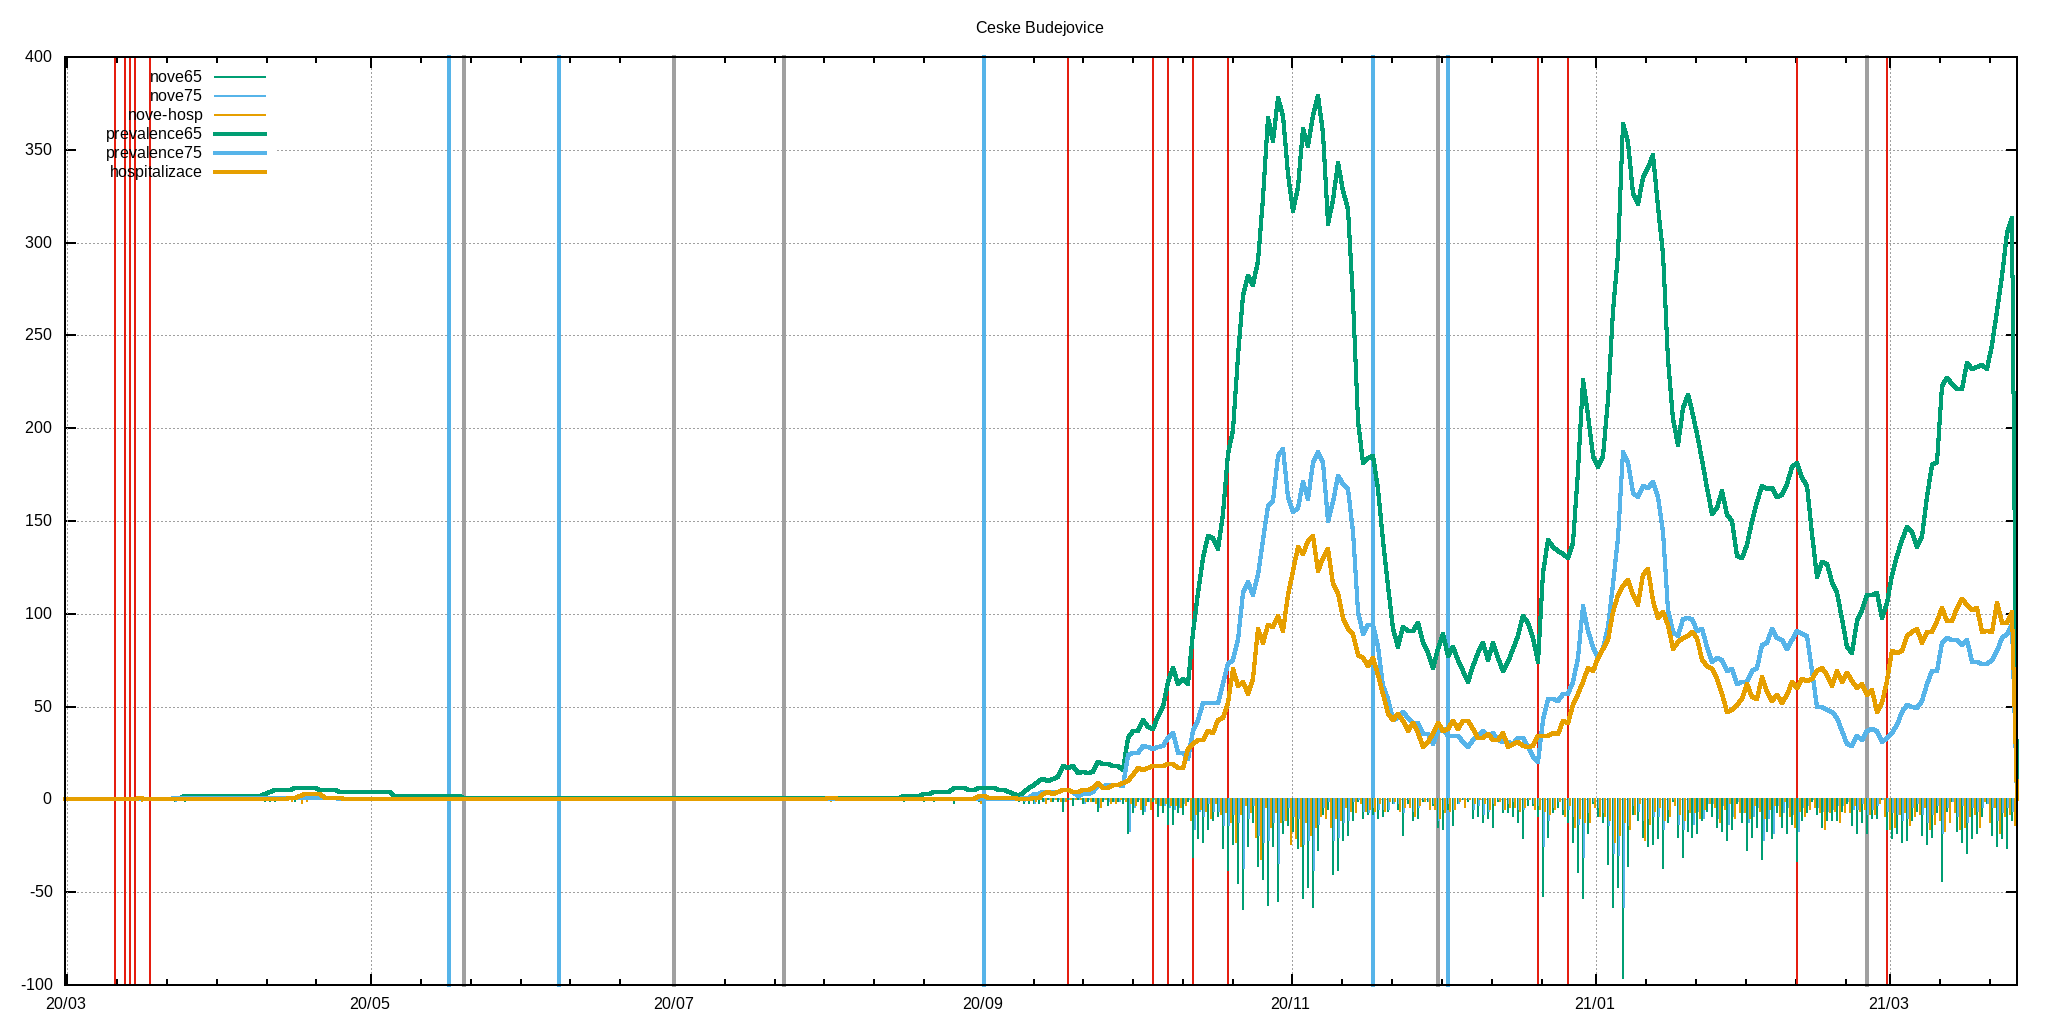 Ceske Budejovice
400
350
300
250
200
150
100
50
0
-50
-100
nove65
nove75
nove-hosp
prevalence65
prevalence75
hospitalizace
20/03 20/05 20/07 20/09 20/11 21/01 21/03